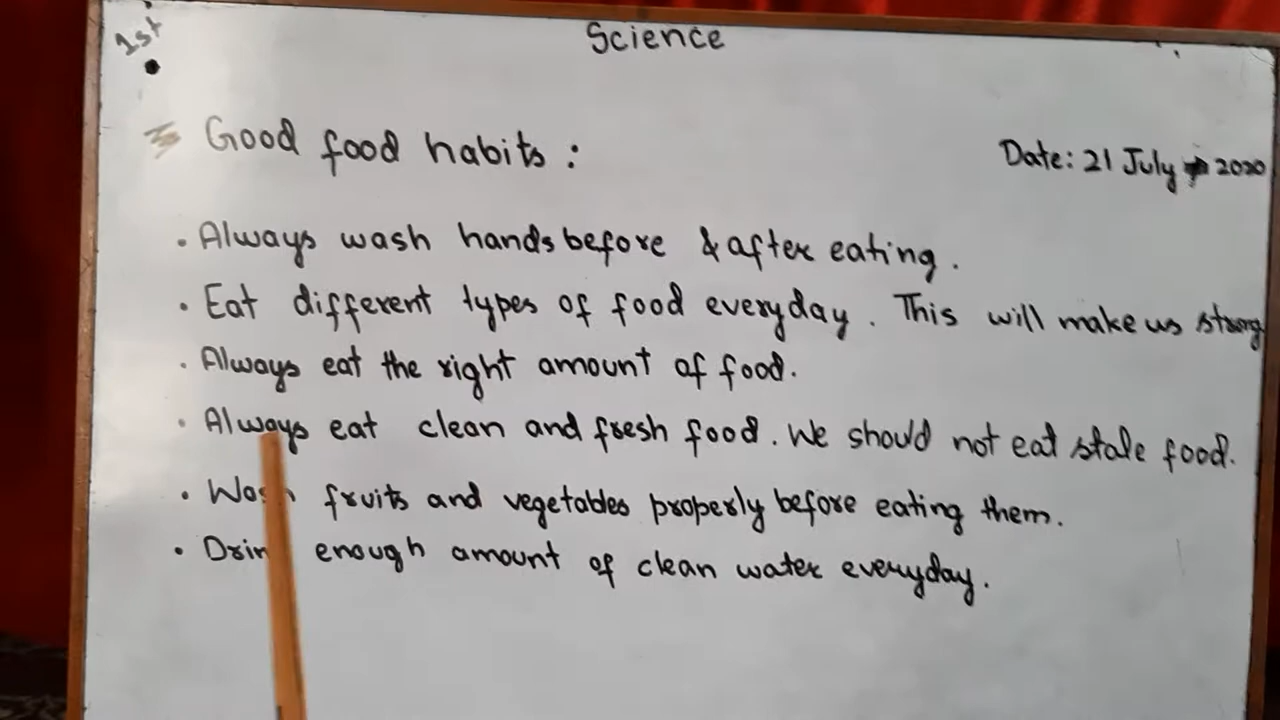 1st
Science
Good food habits :
Date: 21 July 2020
• Always wash hands before & after eating.
• Eat different types of food everyday. This will make us strong
• Always eat the right amount of food.
• Always eat clean and fresh food. We should not eat stale food.
• Wash fruits and vegetables properly before eating them.
• Drink enough amount of clean water everyday.